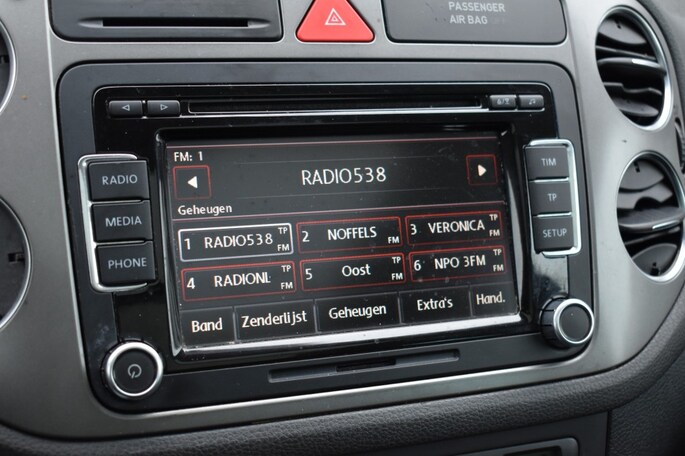 PASSENGER
AIR BAG
FM: 1
RADIO538
Geheugen
1 RADIO538 TP FM
2 NOFFELS FM
3 VERONICA TP FM
4 RADIONL TP FM
5 Oost TP FM
6 NPO 3FM TP FM
Band Zenderlijst Geheugen Extra's Hand.
RADIO
MEDIA
PHONE
TIM
TP
SETUP